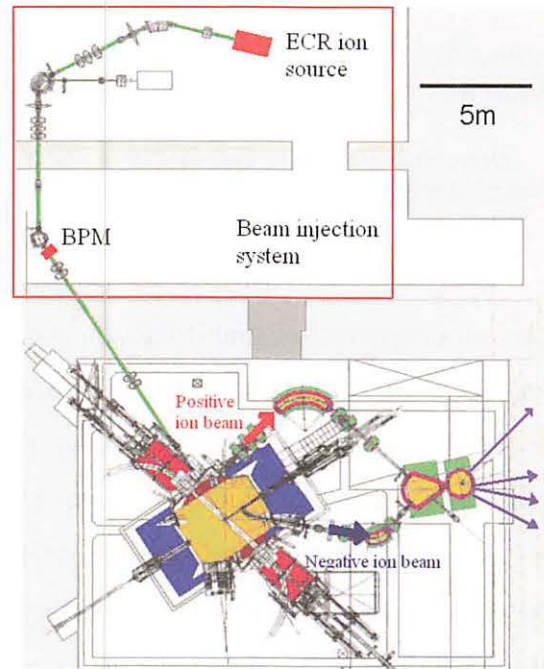 ECR ion
source
5m
BPM
Beam injection
system
Positive
ion beam
Negative ion beam